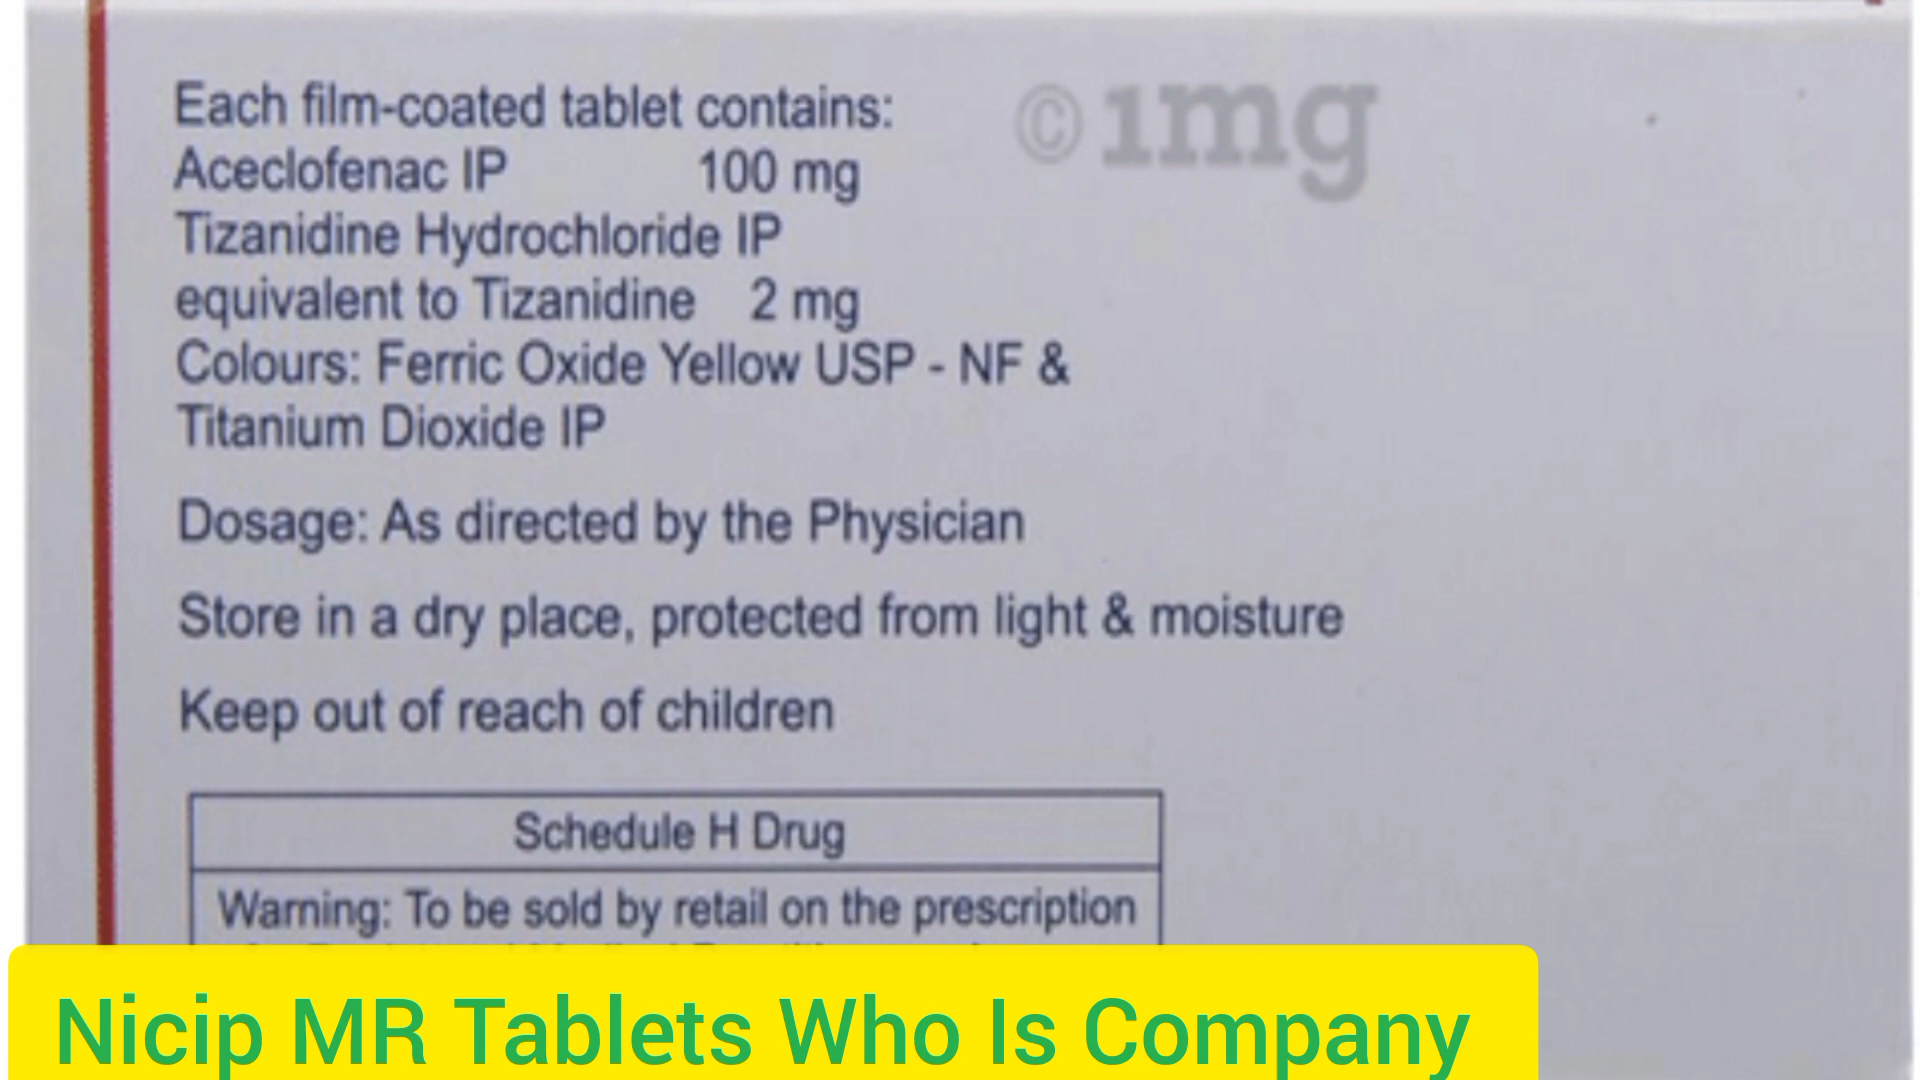 Each film-coated tablet contains:
©1mg
Aceclofenac IP 100 mg
Tizanidine Hydrochloride IP
equivalent to Tizanidine 2 mg
Colours: Ferric Oxide Yellow USP - NF &
Titanium Dioxide IP
Dosage: As directed by the Physician
Store in a dry place, protected from light & moisture
Keep out of reach of children
Schedule H Drug
Warning: To be sold by retail on the prescription
Nicip MR Tablets Who Is Company